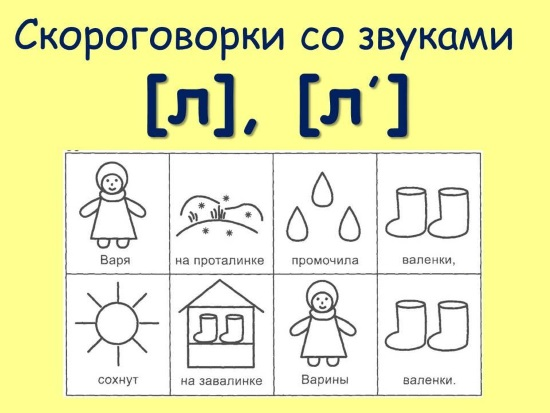 Скороговорки со звуками
[л], [л´]
Варя на проталинке промочила валенки,
сохнут на завалинке Варины валенки.